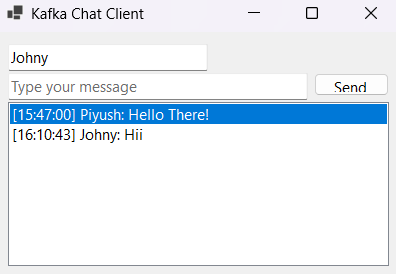 Kafka Chat Client
Johny
Type your message
Send
[15:47:00] Piyush: Hello There!
[16:10:43] Johny: Hii